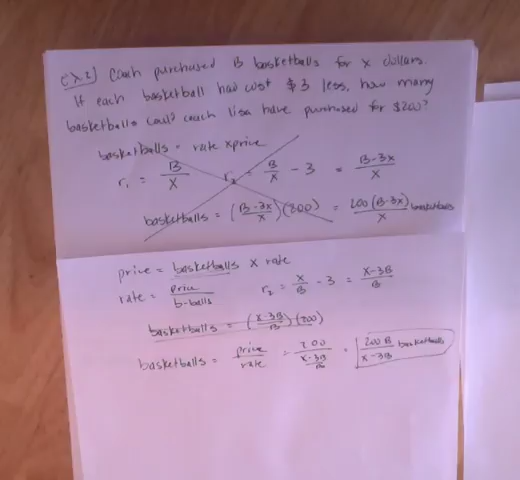 ex 2) Coach purchased B basketballs for x dollars.
If each basketball had cost $3 less, how many
basketballs could coach lisa have purchased for $200?
basketballs = rate x price
r₁ = B/X r₂ = B/X - 3 = B-3x/X
basketballs = (B-3x/x)(200) = 200(B-3x)/x basketballs
price = basketballs x rate
rate = price/b-balls r₂ = X/B - 3 = X-3B/B
basketballs = (x-3B/B)(200)
basketballs = price/rate = 200/(x-3B/B) = 200B/x-3B basketballs